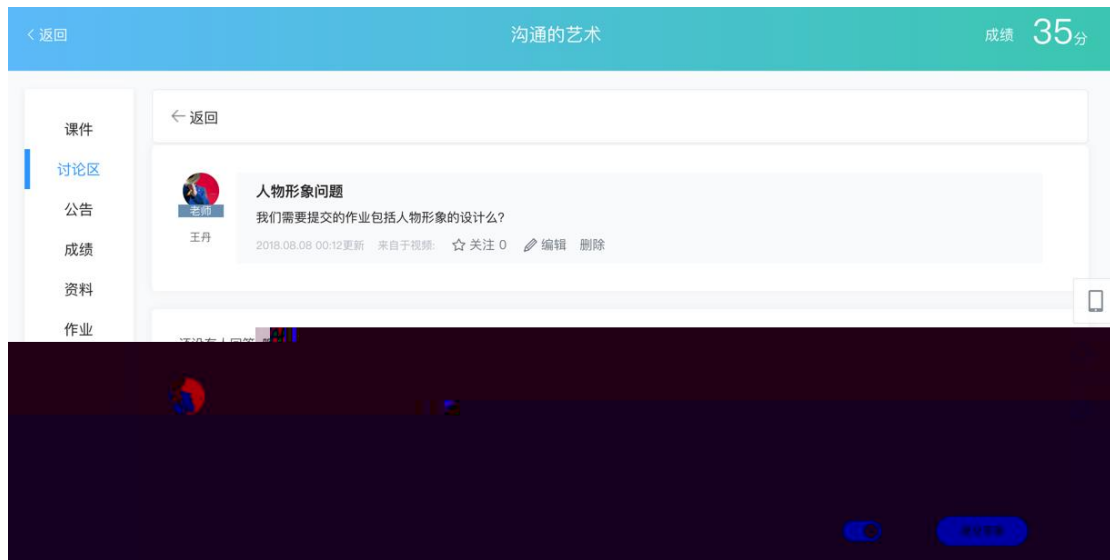 返回
沟通的艺术
成绩 35分
课件
讨论区
公告
成绩
资料
作业
返回
老师
王丹
人物形象问题
我们需要提交的作业包括人物形象的设计么?
2018.08.08 00:12更新 来自于视频: 关注 0 编辑 删除